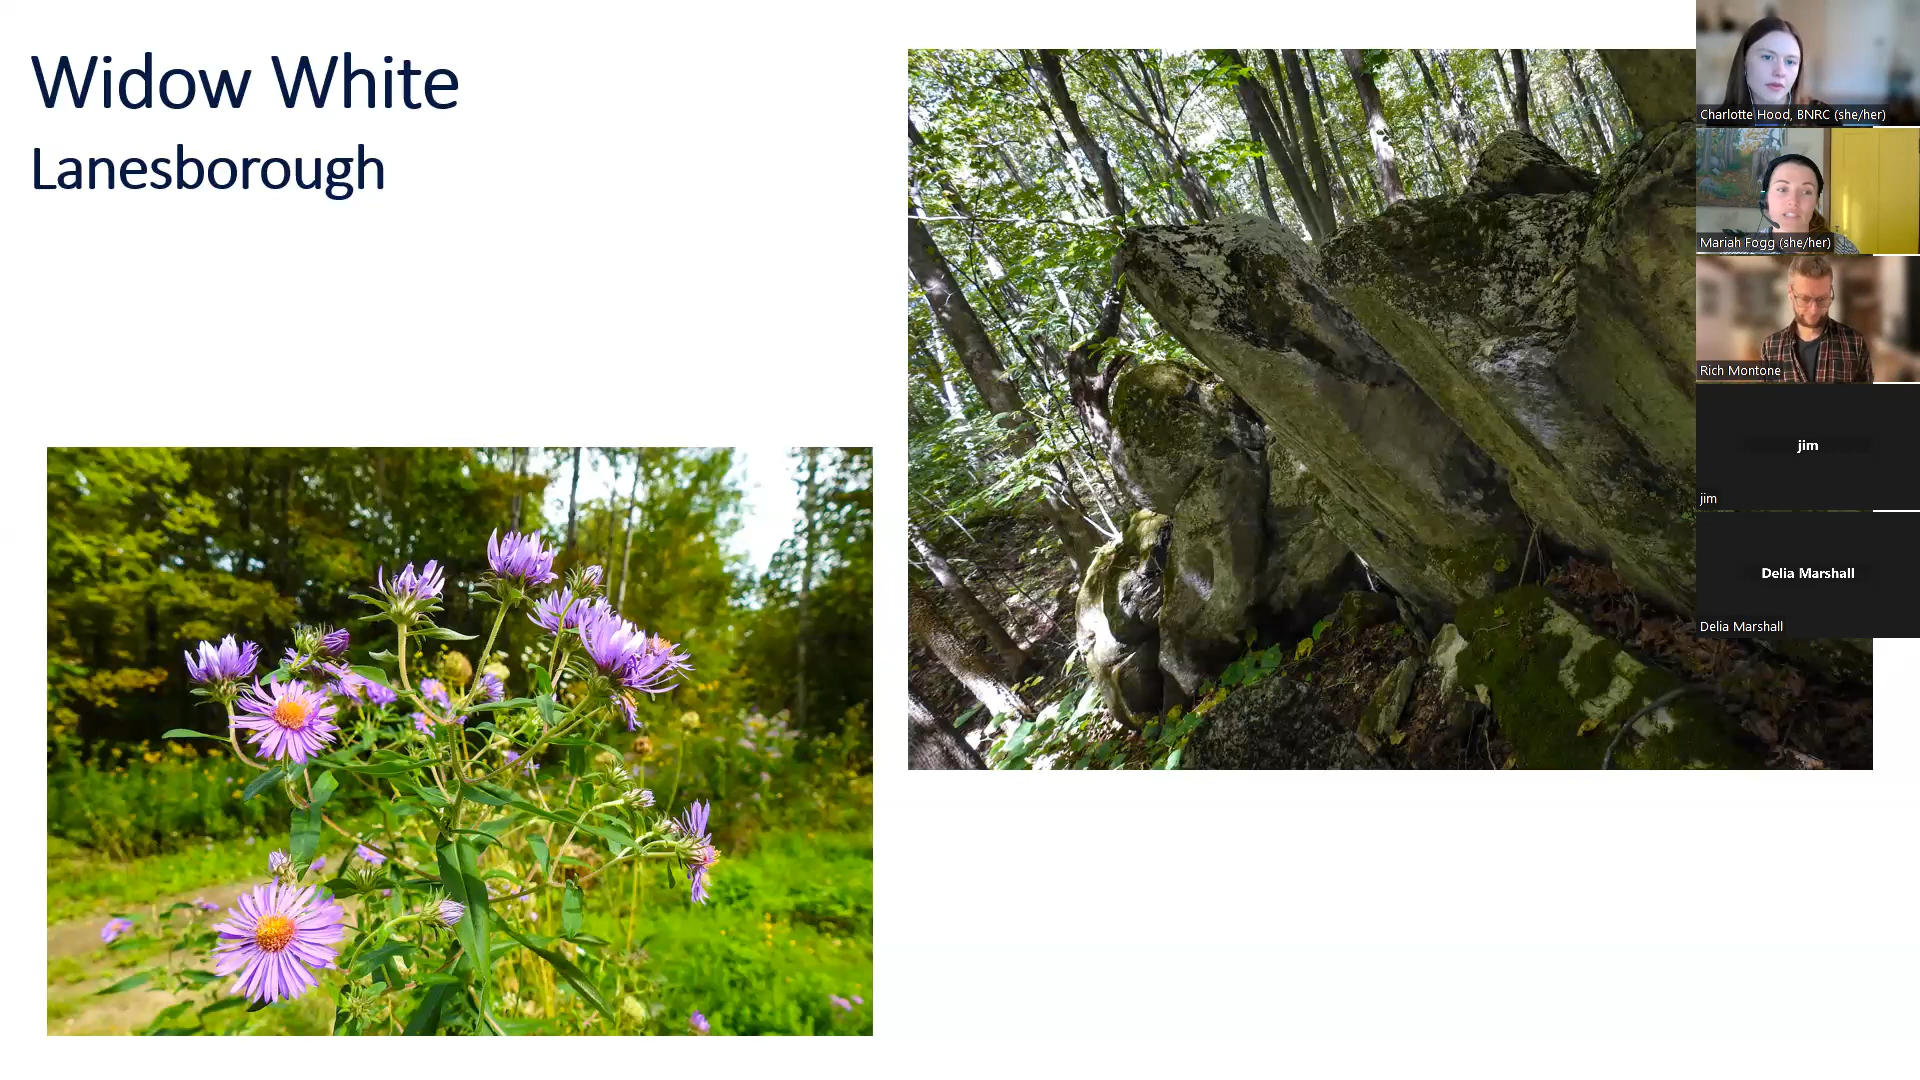 Widow White
Lanesborough
Charlotte Hood, BNRC (she/her)
Mariah Fogg (she/her)
Rich Montone
jim
jim
Delia Marshall
Delia Marshall